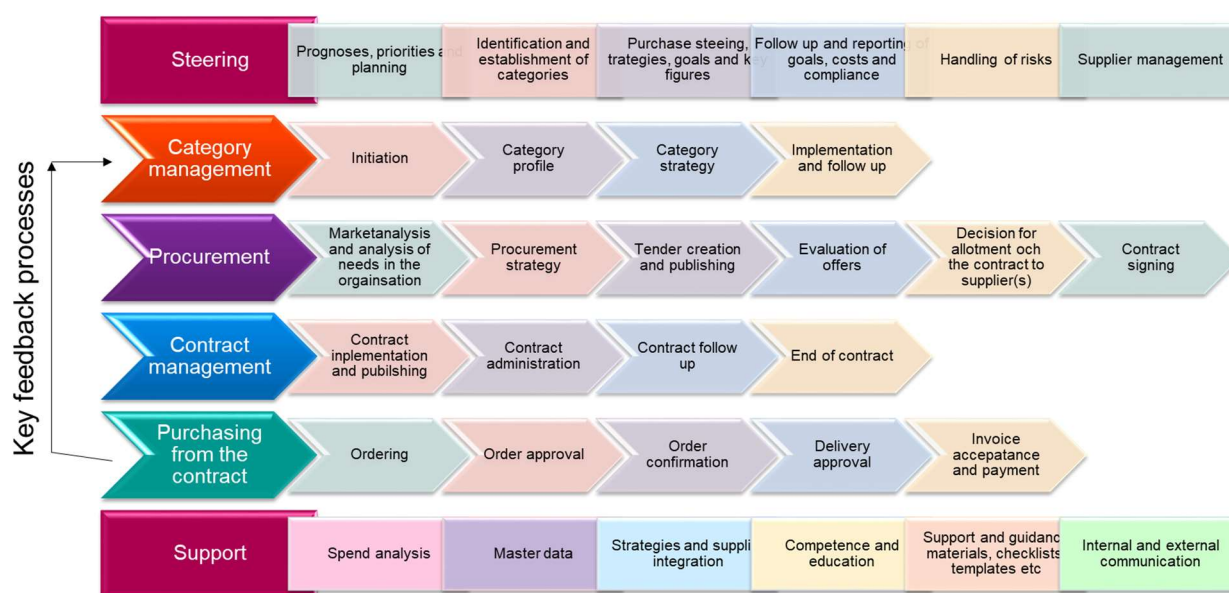 Steering
Prognoses, priorities and
planning
Identification and
establishment of
categories
Purchase steeing,
trategies, goals and key
figures
Follow up and reporting of
goals, costs and
compliance
Handling of risks
Supplier management
Category
management
Initiation
Category
profile
Category
strategy
Implementation
and follow up
Procurement
Marketanalysis
and analysis of
needs in the
orgainsation
Procurement
strategy
Tender creation
and publishing
Evaluation of
offers
Decision for
allotment och
the contract to
supplier(s)
Contract
signing
Contract
management
Contract
inplementation
and pubilshing
Contract
administration
Contract follow
up
End of contract
Purchasing
from the
contract
Ordering
Order approval
Order
confirmation
Delivery
approval
Invoice
accepatance
and payment
Support
Spend analysis
Master data
Strategies and supplie
integration
Competence and
education
Support and guidanc
materials, checklists
templates etc
Internal and external
communication
Key feedback processes